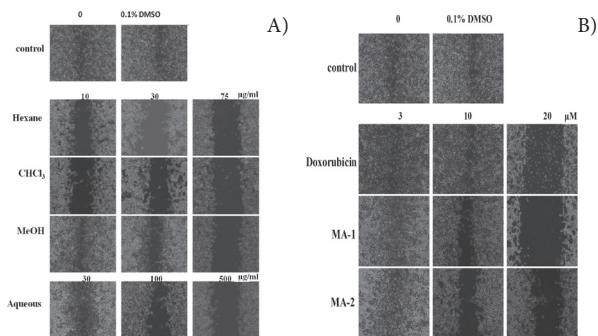 0 0.1% DMSO A)
control
10 30 75 µg/ml
Hexane
CHCl₃
MeOH
30 100 500 µg/ml
Aqueous
0 0.1% DMSO B)
control
3 10 20 µM
Doxorubicin
MA-1
MA-2